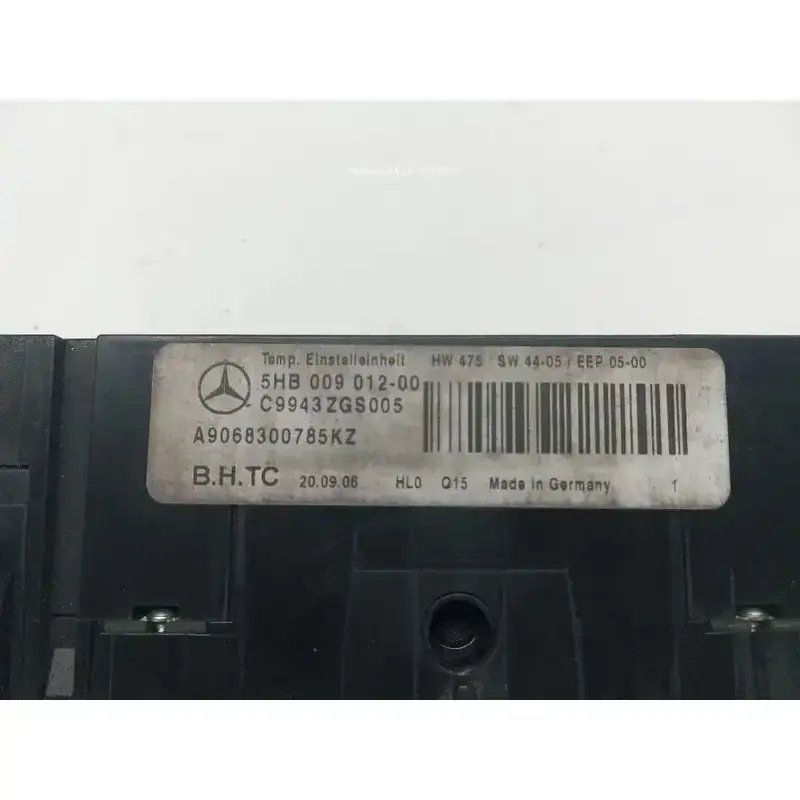 Temp. Einstelleinheit HW 475 SW 44-05 / EEP 05-00
5HB 009 012-00
C9943ZGS005
A9068300785KZ
B.H.TC 20.09.06 HL0 Q15 Made in Germany 1